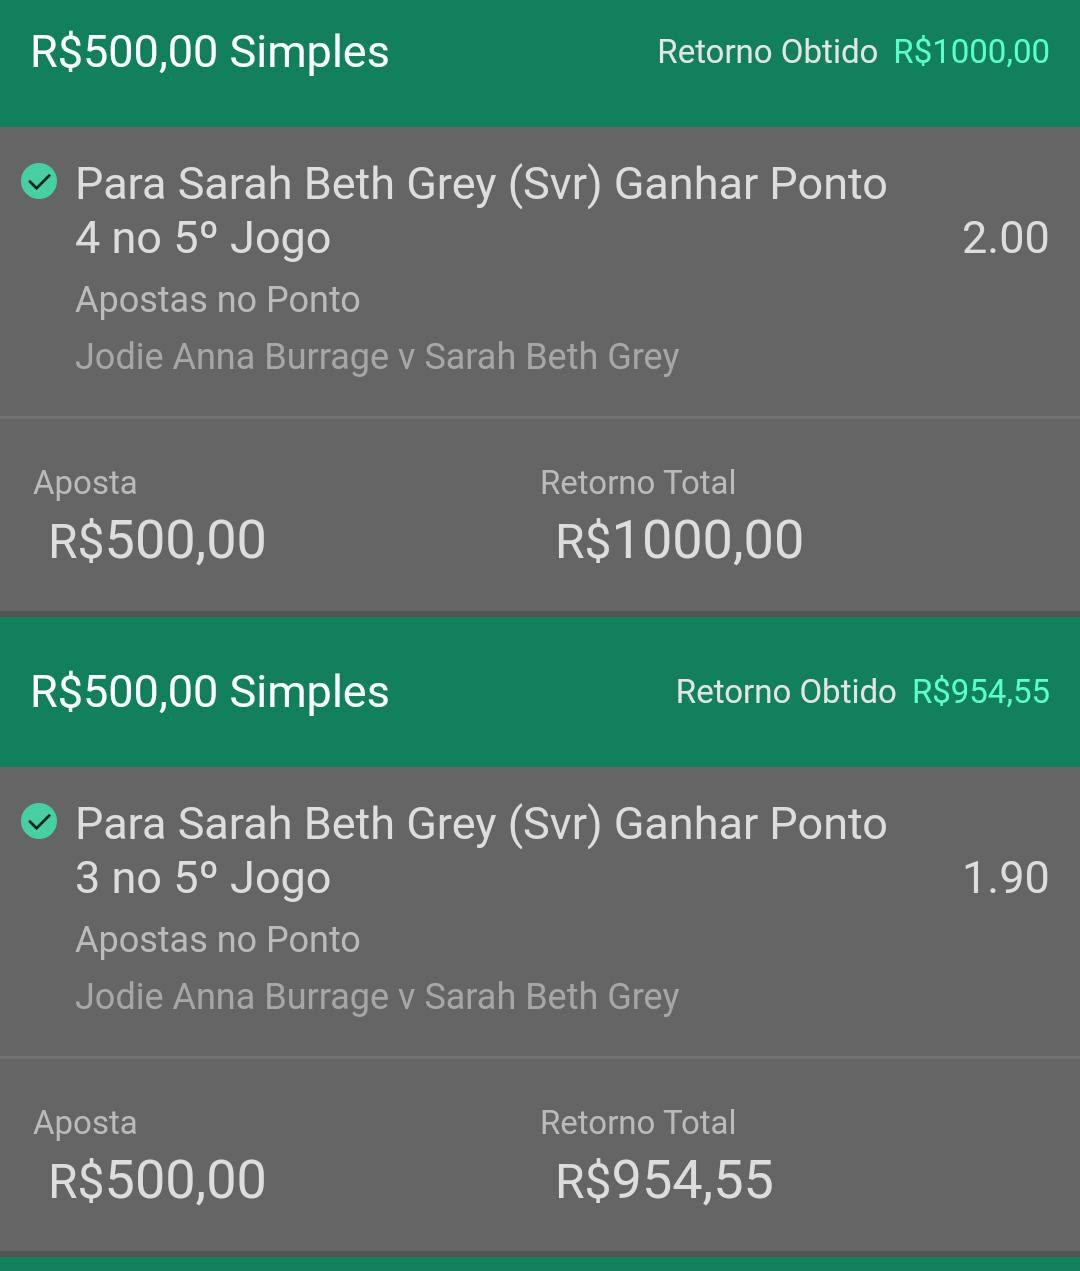 R$500,00 Simples
Retorno Obtido R$1000,00
Para Sarah Beth Grey (Svr) Ganhar Ponto
4 no 5º Jogo
2.00
Apostas no Ponto
Jodie Anna Burrage v Sarah Beth Grey
Aposta
Retorno Total
R$500,00
R$1000,00
R$500,00 Simples
Retorno Obtido R$954,55
Para Sarah Beth Grey (Svr) Ganhar Ponto
3 no 5º Jogo
1.90
Apostas no Ponto
Jodie Anna Burrage v Sarah Beth Grey
Aposta
Retorno Total
R$500,00
R$954,55